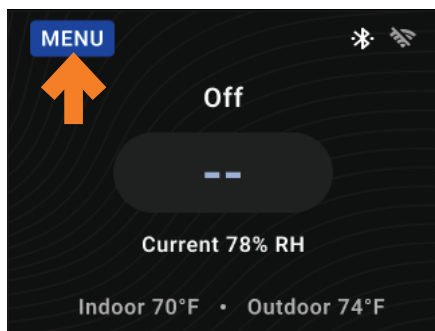 MENU
Off
--
Current 78% RH
Indoor 70°F • Outdoor 74°F